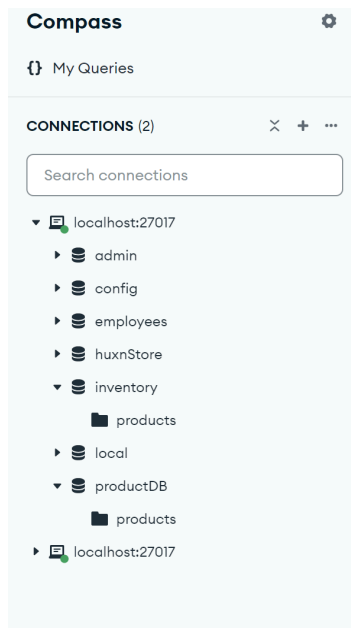 Compass
{} My Queries
CONNECTIONS (2)
Search connections
localhost:27017
admin
config
employees
huxnStore
inventory
products
local
productDB
products
localhost:27017